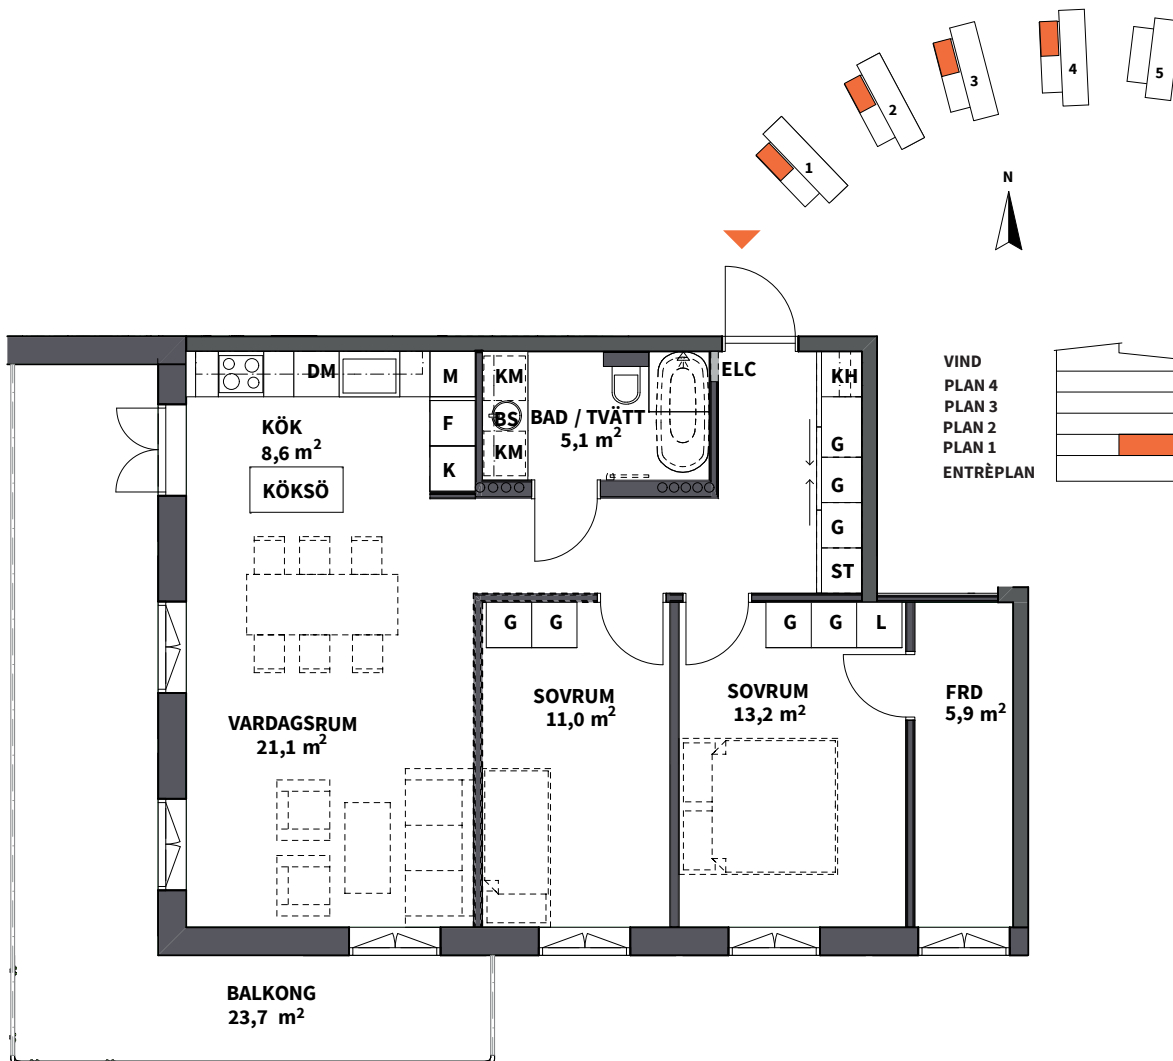 5
4
3
2
1
N
VIND
PLAN 4
PLAN 3
PLAN 2
PLAN 1
ENTRÈPLAN
DM
M
F
K
KM
BS
KM
BAD / TVÄTT
5,1 m²
ELC
KH
G
G
G
ST
KÖK
8,6 m²
KÖKSÖ
VARDAGSRUM
21,1 m²
G G
SOVRUM
11,0 m²
G G L
SOVRUM
13,2 m²
FRD
5,9 m²
BALKONG
23,7 m²